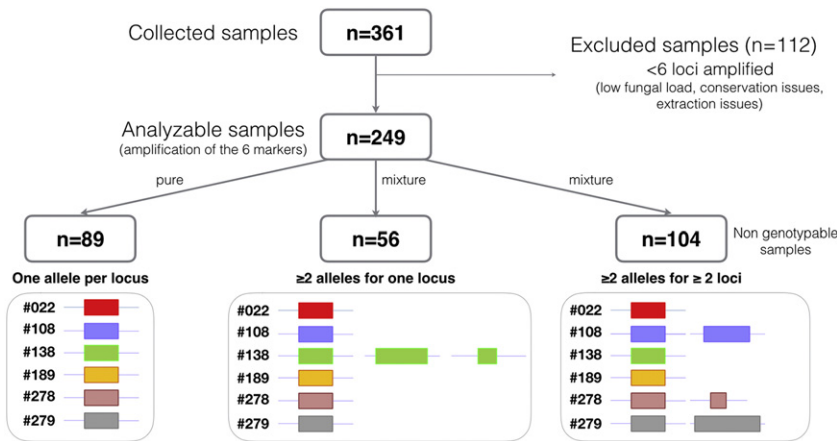 Collected samples
n=361
Excluded samples (n=112)
<6 loci amplified
(low fungal load, conservation issues,
extraction issues)
Analyzable samples
(amplification of the 6 markers)
n=249
pure
mixture
mixture
n=89
n=56
n=104
Non genotypable
samples
One allele per locus
#022
#108
#138
#189
#278
#279
≥2 alleles for one locus
#022
#108
#138
#189
#278
#279
≥2 alleles for ≥ 2 loci
#022
#108
#138
#189
#278
#279